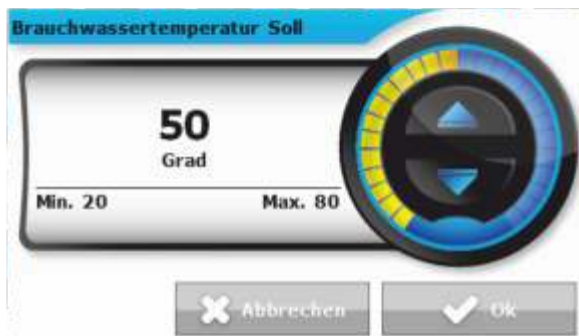 Brauchwassertemperatur Soll
50
Grad
Min. 20 Max. 80
Abbrechen Ok